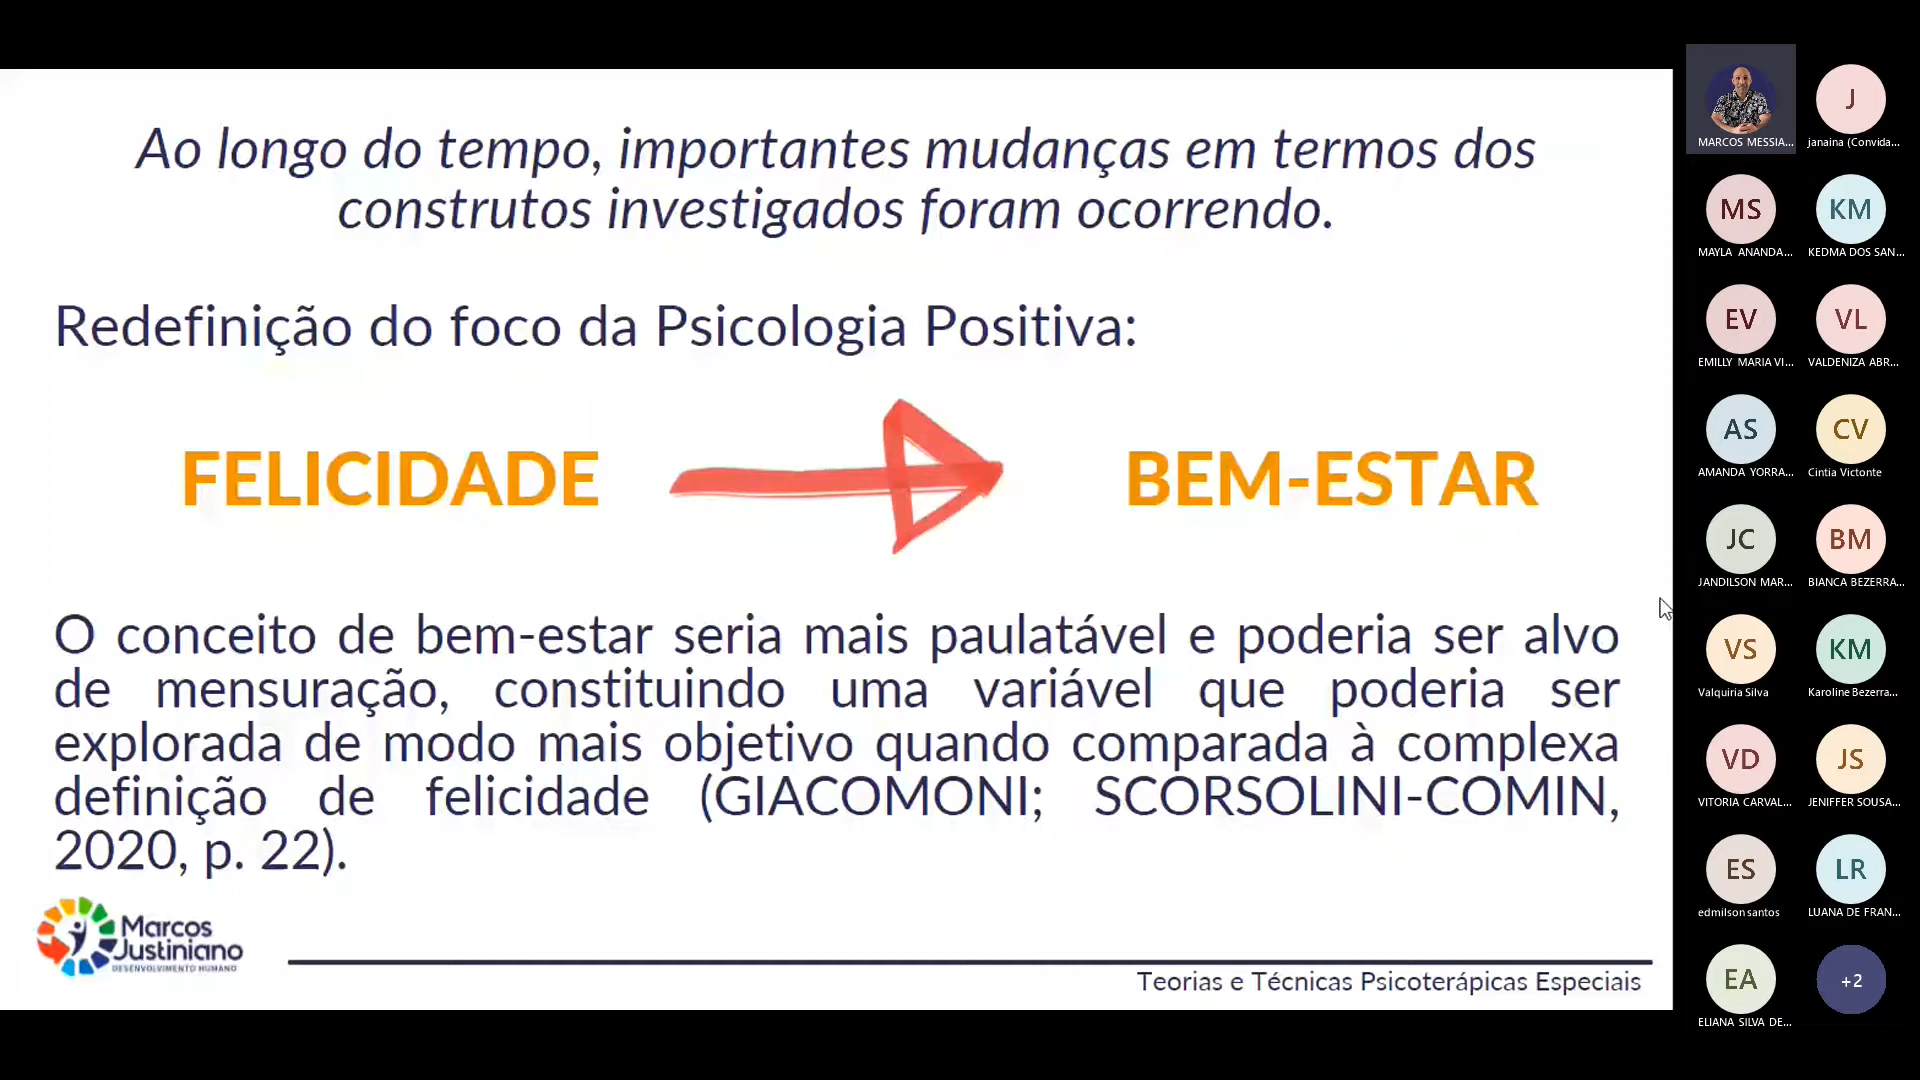 Ao longo do tempo, importantes mudanças em termos dos
construtos investigados foram ocorrendo.
Redefinição do foco da Psicologia Positiva:
FELICIDADE
BEM-ESTAR
O conceito de bem-estar seria mais paulatável e poderia ser alvo
de mensuração, constituindo uma variável que poderia ser
explorada de modo mais objetivo quando comparada à complexa
definição de felicidade (GIACOMONI; SCORSOLINI-COMIN,
2020, p. 22).
Marcos
Justiniano
DESENVOLVIMENTO HUMANO
Teorias e Técnicas Psicoterápicas Especiais
MARCOS MESSIA...
J
janaina (Convida...
MS
MAYLA ANANDA...
KM
KEDMA DOS SAN...
EV
EMILLY MARIA VI...
VL
VALDENIZA ABR...
AS
AMANDA YORRA...
CV
Cintia Victonte
JC
JANDILSON MAR...
BM
BIANCA BEZERRA...
VS
Valquiria Silva
KM
Karoline Bezerra...
VD
VITORIA CARVAL...
JS
JENIFFER SOUSA...
ES
edmilson santos
LR
LUANA DE FRAN...
EA
ELIANA SILVA DE...
+2